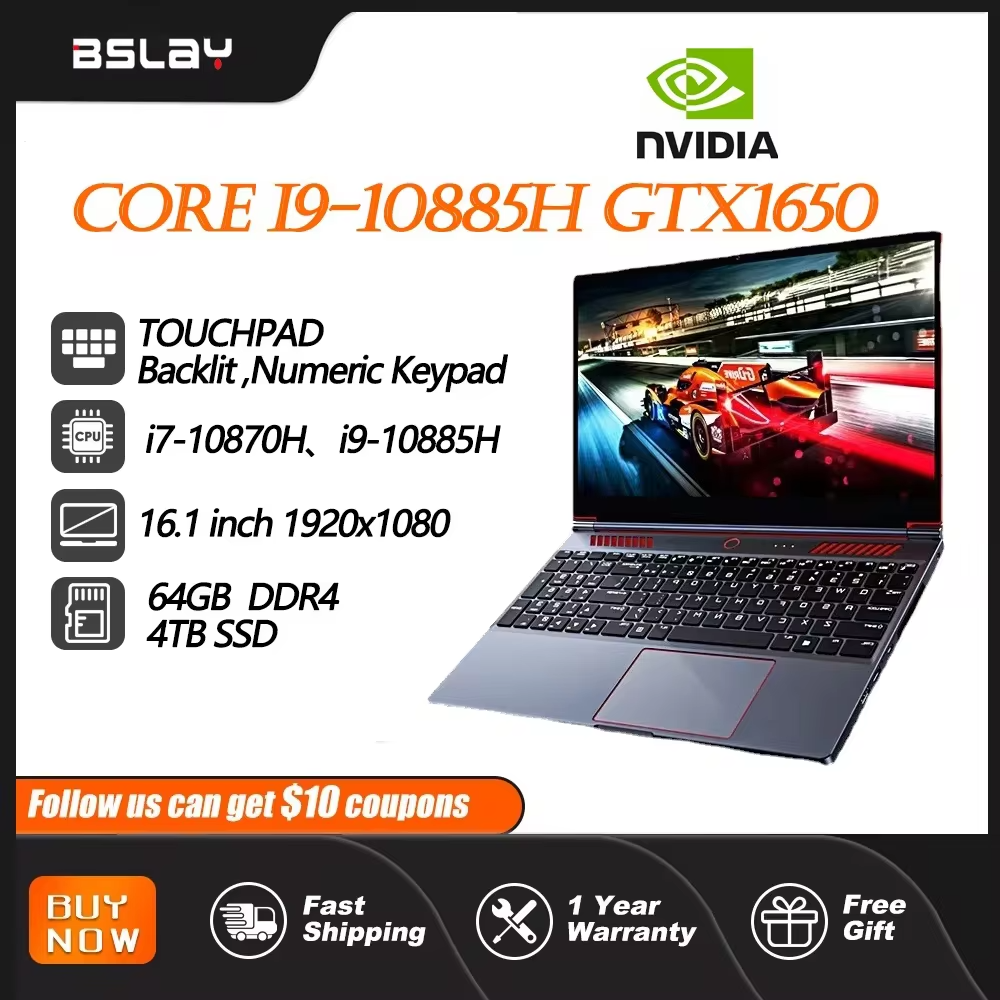 BSLAY
NVIDIA
CORE I9-10885H GTX1650
TOUCHPAD
Backlit ,Numeric Keypad
CPU
i7-10870H、i9-10885H
16.1 inch 1920x1080
64GB DDR4
4TB SSD
Follow us can get $10 coupons
BUY
NOW
Fast
Shipping
1 Year
Warranty
Free
Gift